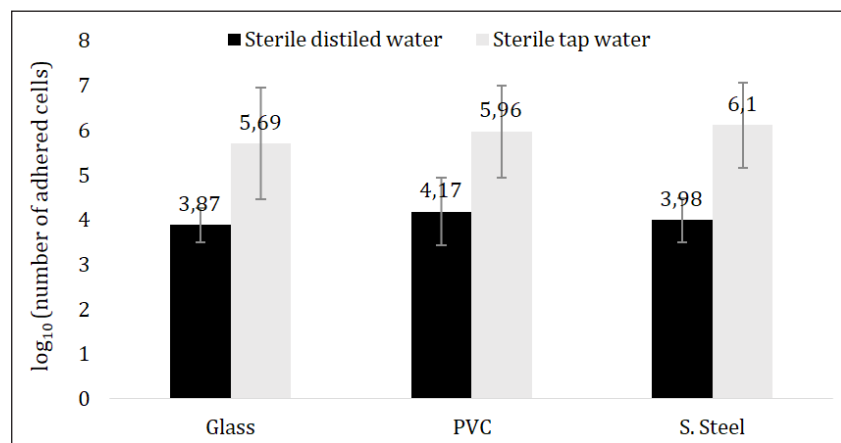 Sterile distiled water
Sterile tap water
log₁₀ (number of adhered cells)
8
7
6
5
4
3
2
1
0
3,87
5,69
4,17
5,96
3,98
6,1
Glass
PVC
S. Steel